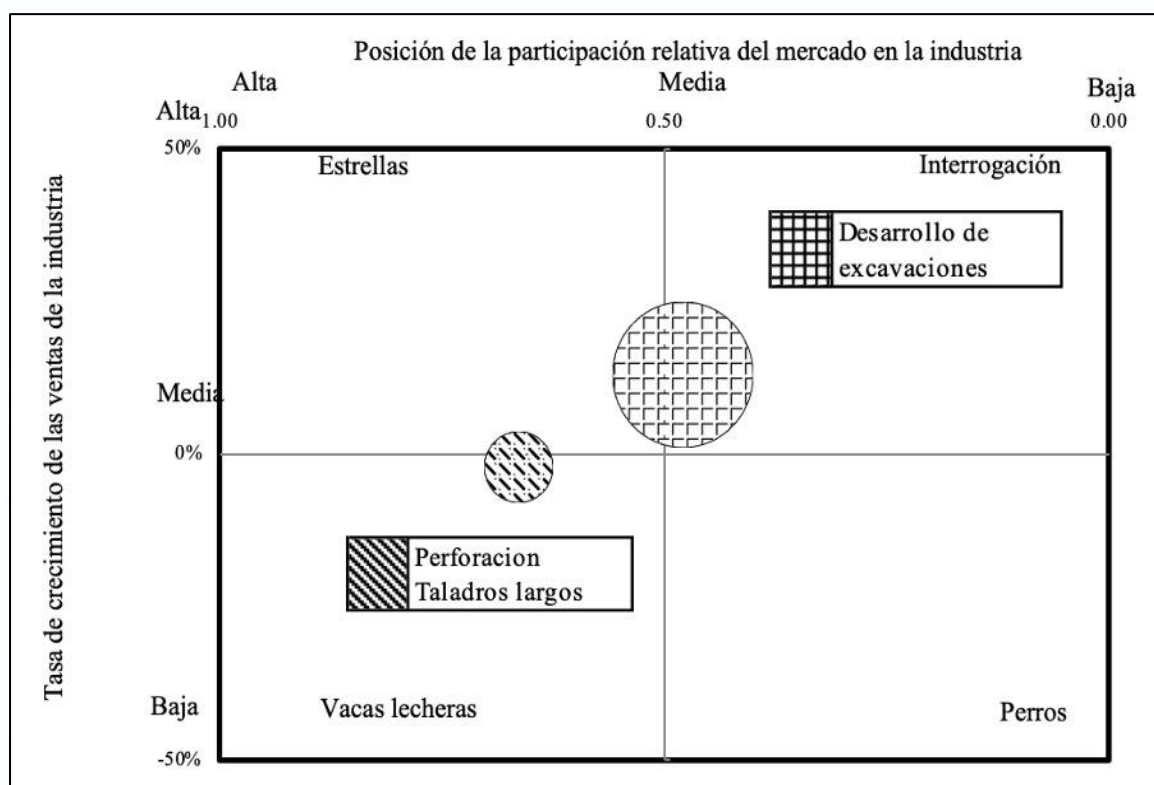 Posición de la participación relativa del mercado en la industria
Alta
Media
Baja
Alta
1.00
0.50
0.00
50%
Estrellas
Interrogación
Desarrollo de
excavaciones
Tasa de crecimiento de las ventas de la industria
Media
0%
Perforacion
Taladros largos
Baja
Vacas lecheras
Perros
-50%